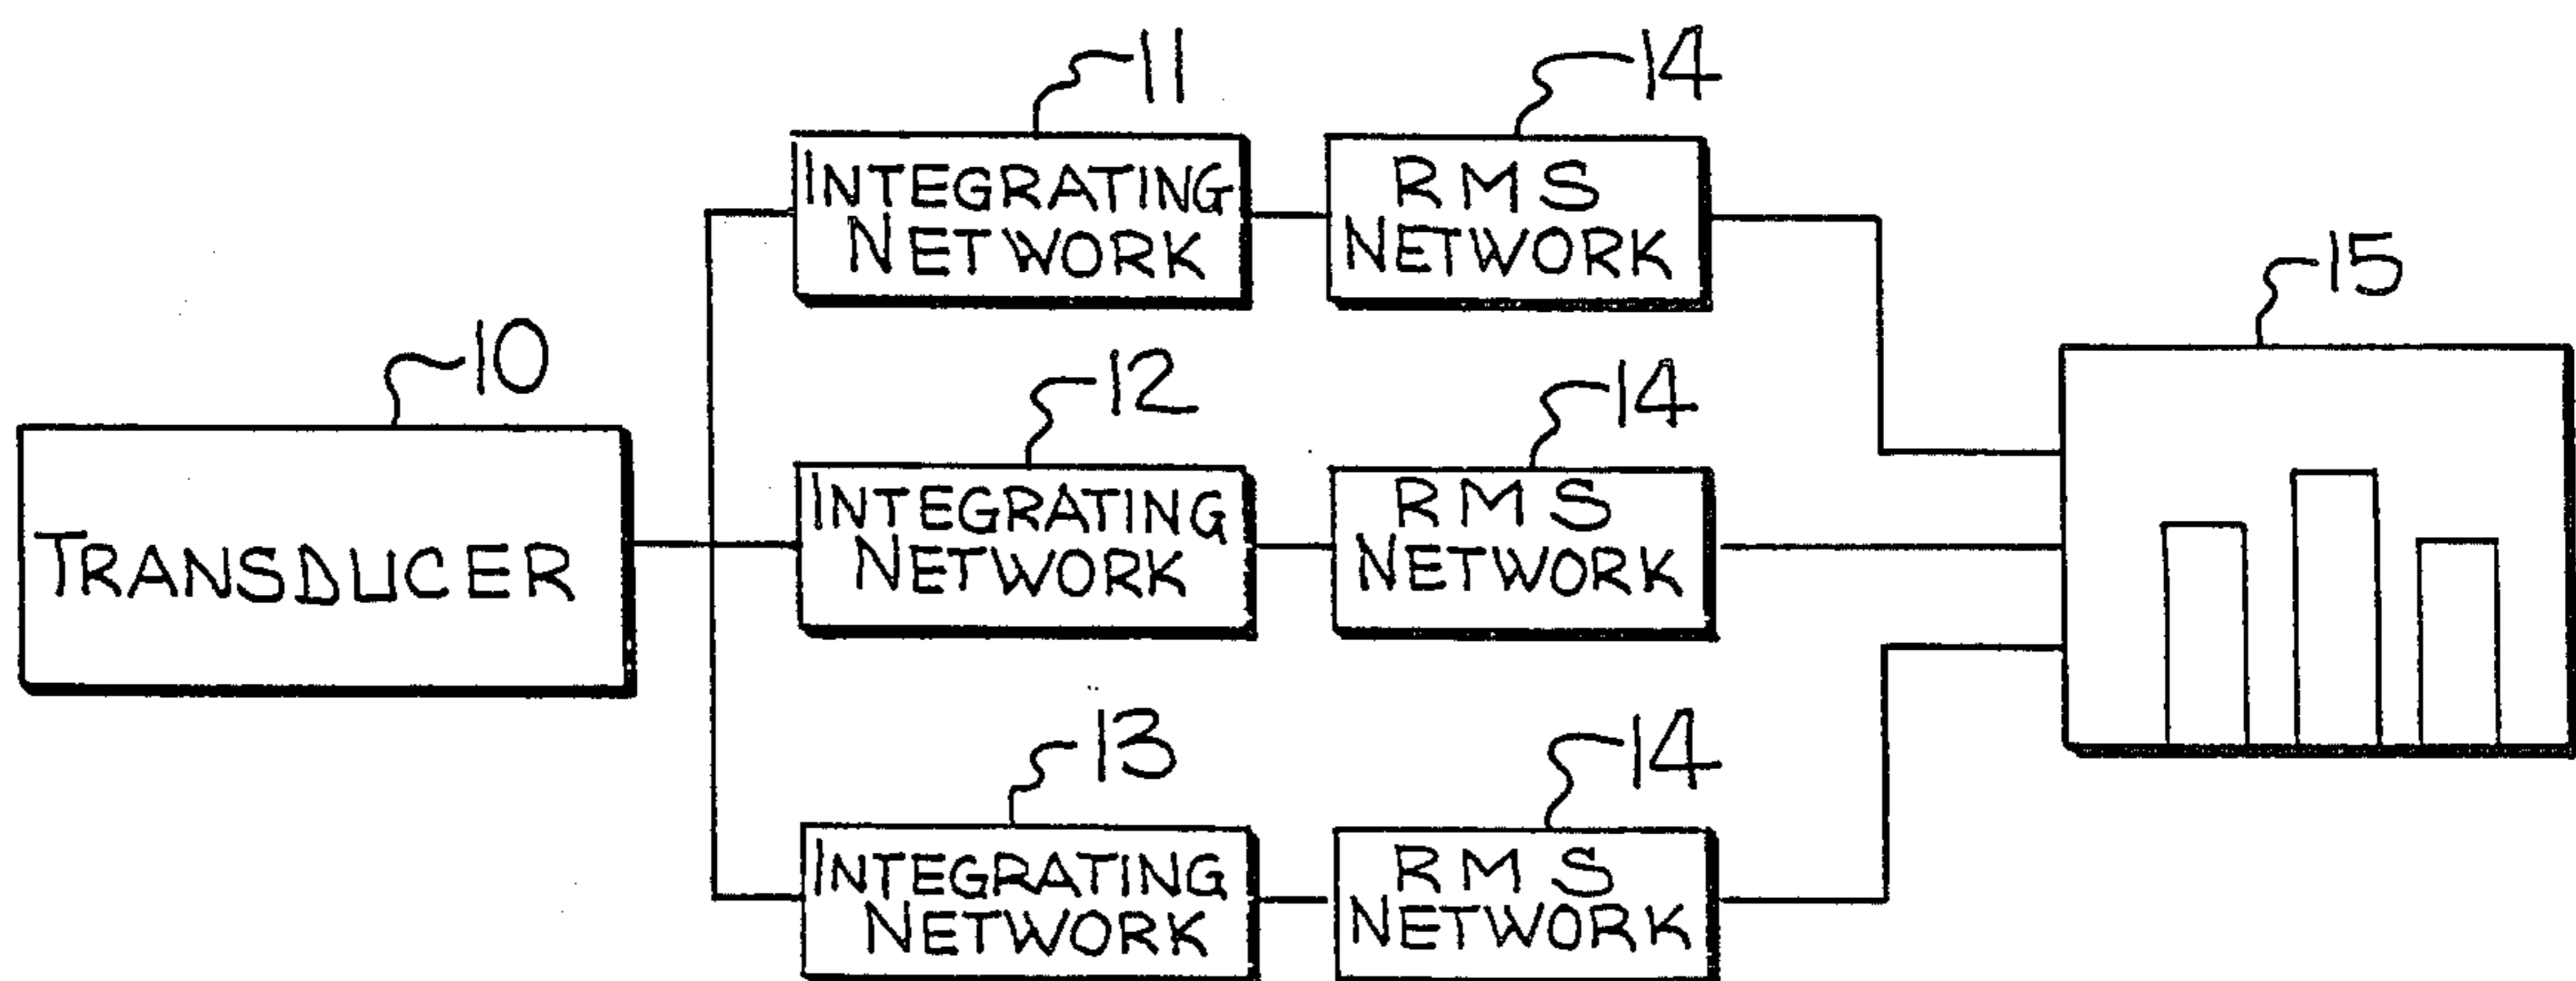 11
14
INTEGRATING
NETWORK
RMS
NETWORK
15
10
12
14
TRANSDUCER
INTEGRATING
NETWORK
RMS
NETWORK
13
14
INTEGRATING
NETWORK
RMS
NETWORK